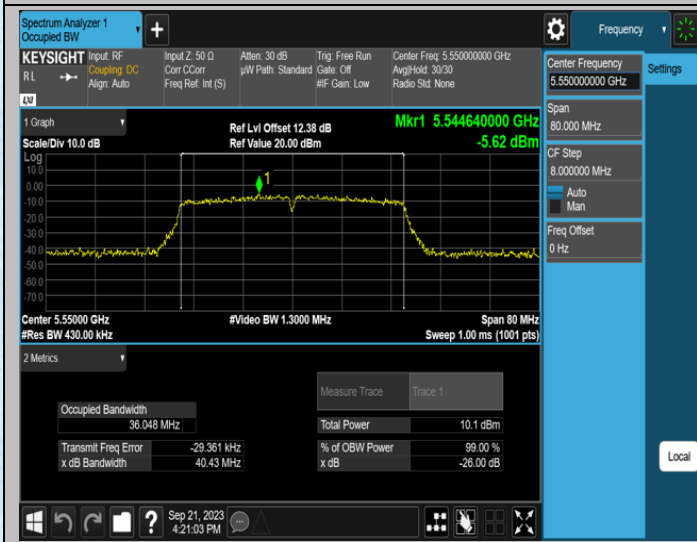 Spectrum Analyzer 1
Occupied BW
+
Frequency
KEYSIGHT
RL
LXI
Input: RF
Coupling: DC
Align: Auto
Input Z: 50 Ω
Corr CCorr
Freq Ref: Int (S)
Atten: 30 dB
µW Path: Standard
Trig: Free Run
Gate: Off
#IF Gain: Low
Center Freq: 5.550000000 GHz
Avg|Hold: 30/30
Radio Std: None
Center Frequency
5.550000000 GHz
Settings
Span
80.000 MHz
CF Step
8.000000 MHz
Auto
Man
Freq Offset
0 Hz
1 Graph
Scale/Div 10.0 dB
Ref Lvl Offset 12.38 dB
Ref Value 20.00 dBm
Mkr1 5.544640000 GHz
-5.62 dBm
Log
10.0
0.00
-10.0
-20.0
-30.0
-40.0
-50.0
-60.0
-70.0
1
Center 5.55000 GHz
#Res BW 430.00 kHz
#Video BW 1.3000 MHz
Span 80 MHz
Sweep 1.00 ms (1001 pts)
2 Metrics
Measure Trace Trace 1
Occupied Bandwidth
36.048 MHz
Total Power 10.1 dBm
Transmit Freq Error -29.361 kHz
% of OBW Power 99.00 %
x dB Bandwidth 40.43 MHz
x dB -26.00 dB
Local
?
Sep 21, 2023
4:21:03 PM